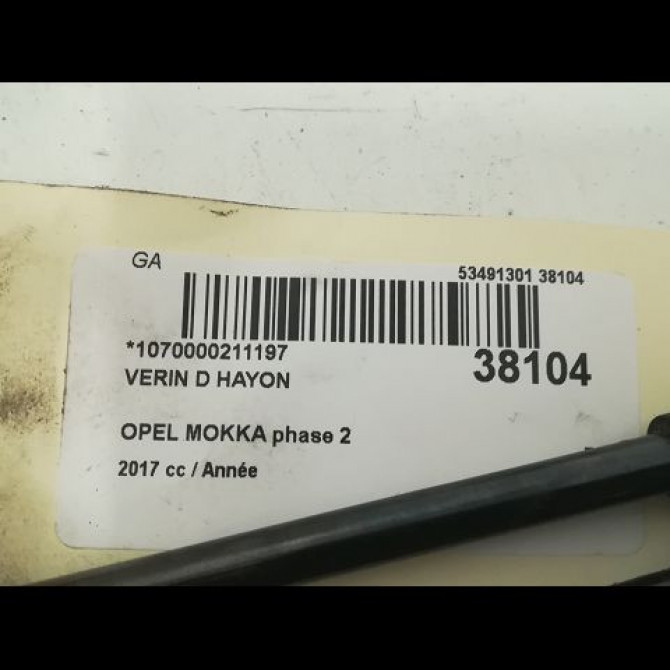 GA
53491301 38104
*1070000211197
38104
VERIN D HAYON
OPEL MOKKA phase 2
2017 cc / Année